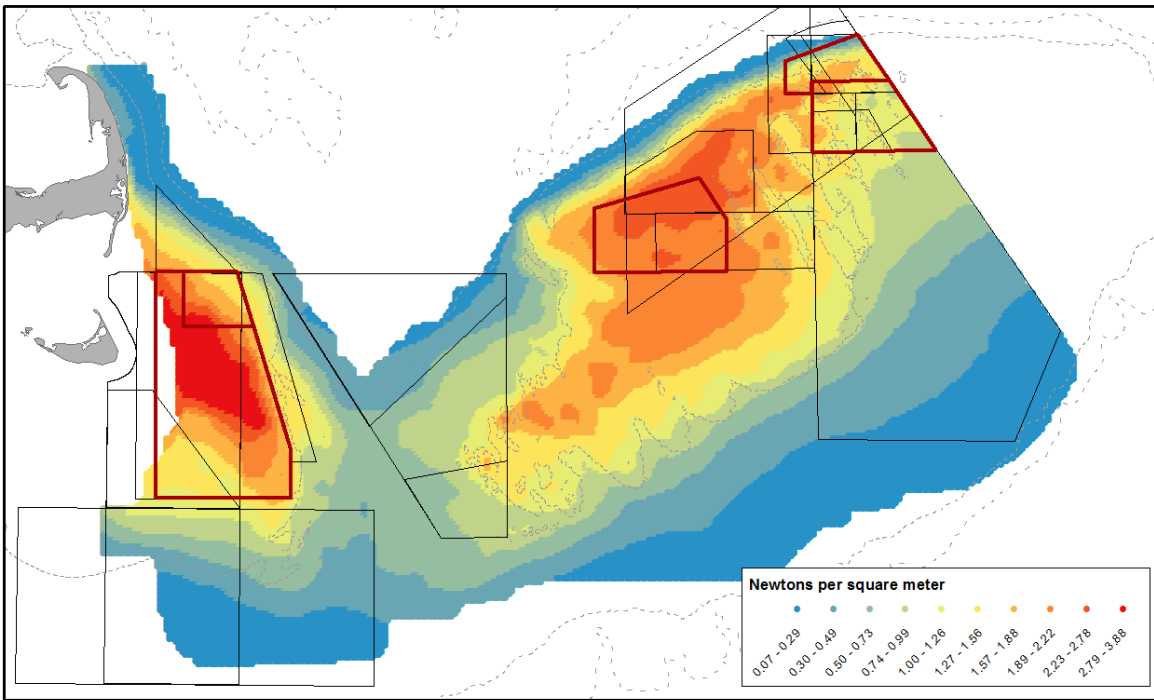 Newtons per square meter
0.07 - 0.29
0.30 - 0.49
0.50 - 0.73
0.74 - 0.99
1.00 - 1.26
1.27 - 1.56
1.57 - 1.88
1.89 - 2.22
2.23 - 2.78
2.79 - 3.88